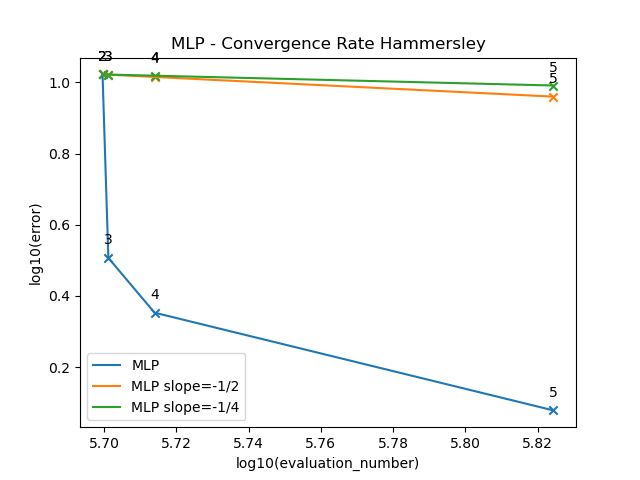 MLP - Convergence Rate Hammersley
2 3 4 5
5
1.0
0.8
log10(error)
0.6
3
0.4
4
0.2
5
MLP
MLP slope=-1/2
MLP slope=-1/4
5.70 5.72 5.74 5.76 5.78 5.80 5.82
log10(evaluation_number)